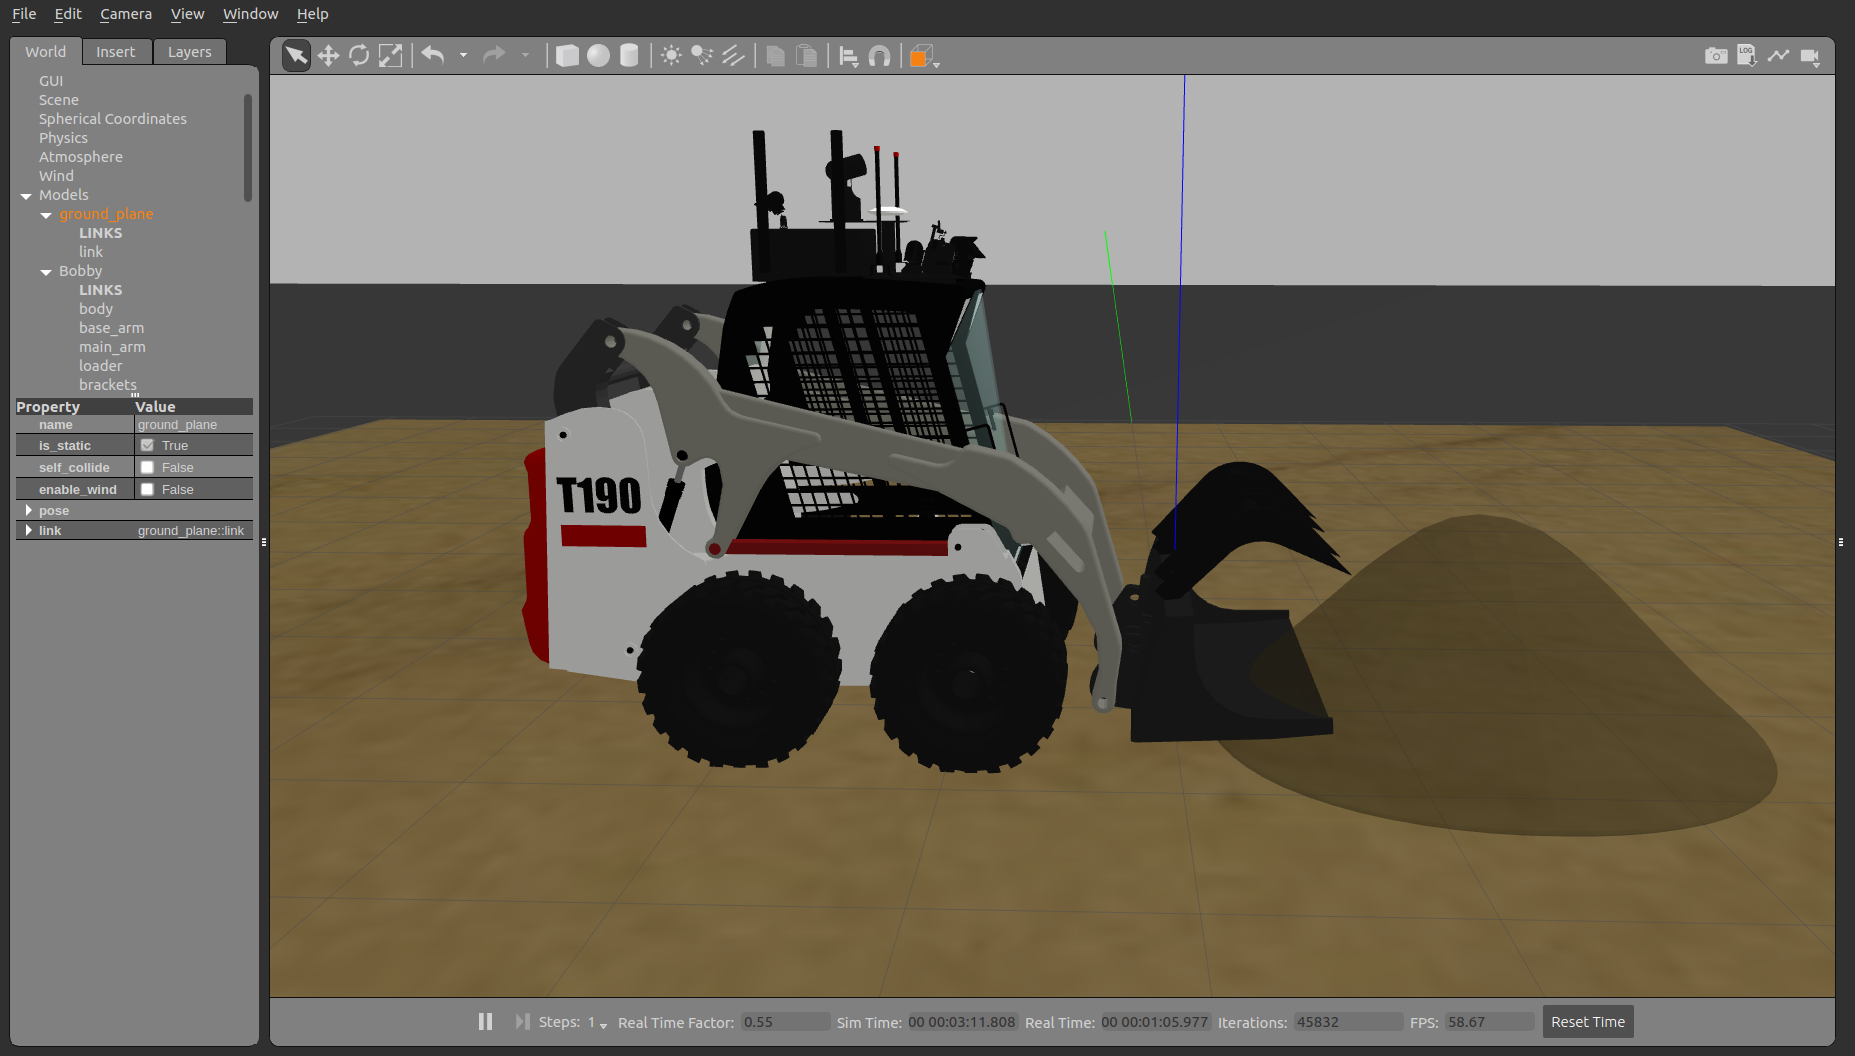 File Edit Camera View Window Help
World Insert Layers
LOG
GUI
Scene
Spherical Coordinates
Physics
Atmosphere
Wind
Models
ground_plane
LINKS
link
Bobby
LINKS
body
base_arm
main_arm
loader
brackets
Property Value
name ground_plane
is_static True
self_collide False
enable_wind False
pose
link ground_plane::link
T190
Steps: 1 Real Time Factor: 0.55 Sim Time: 00 00:03:11.808 Real Time: 00 00:01:05.977 Iterations: 45832 FPS: 58.67 Reset Time